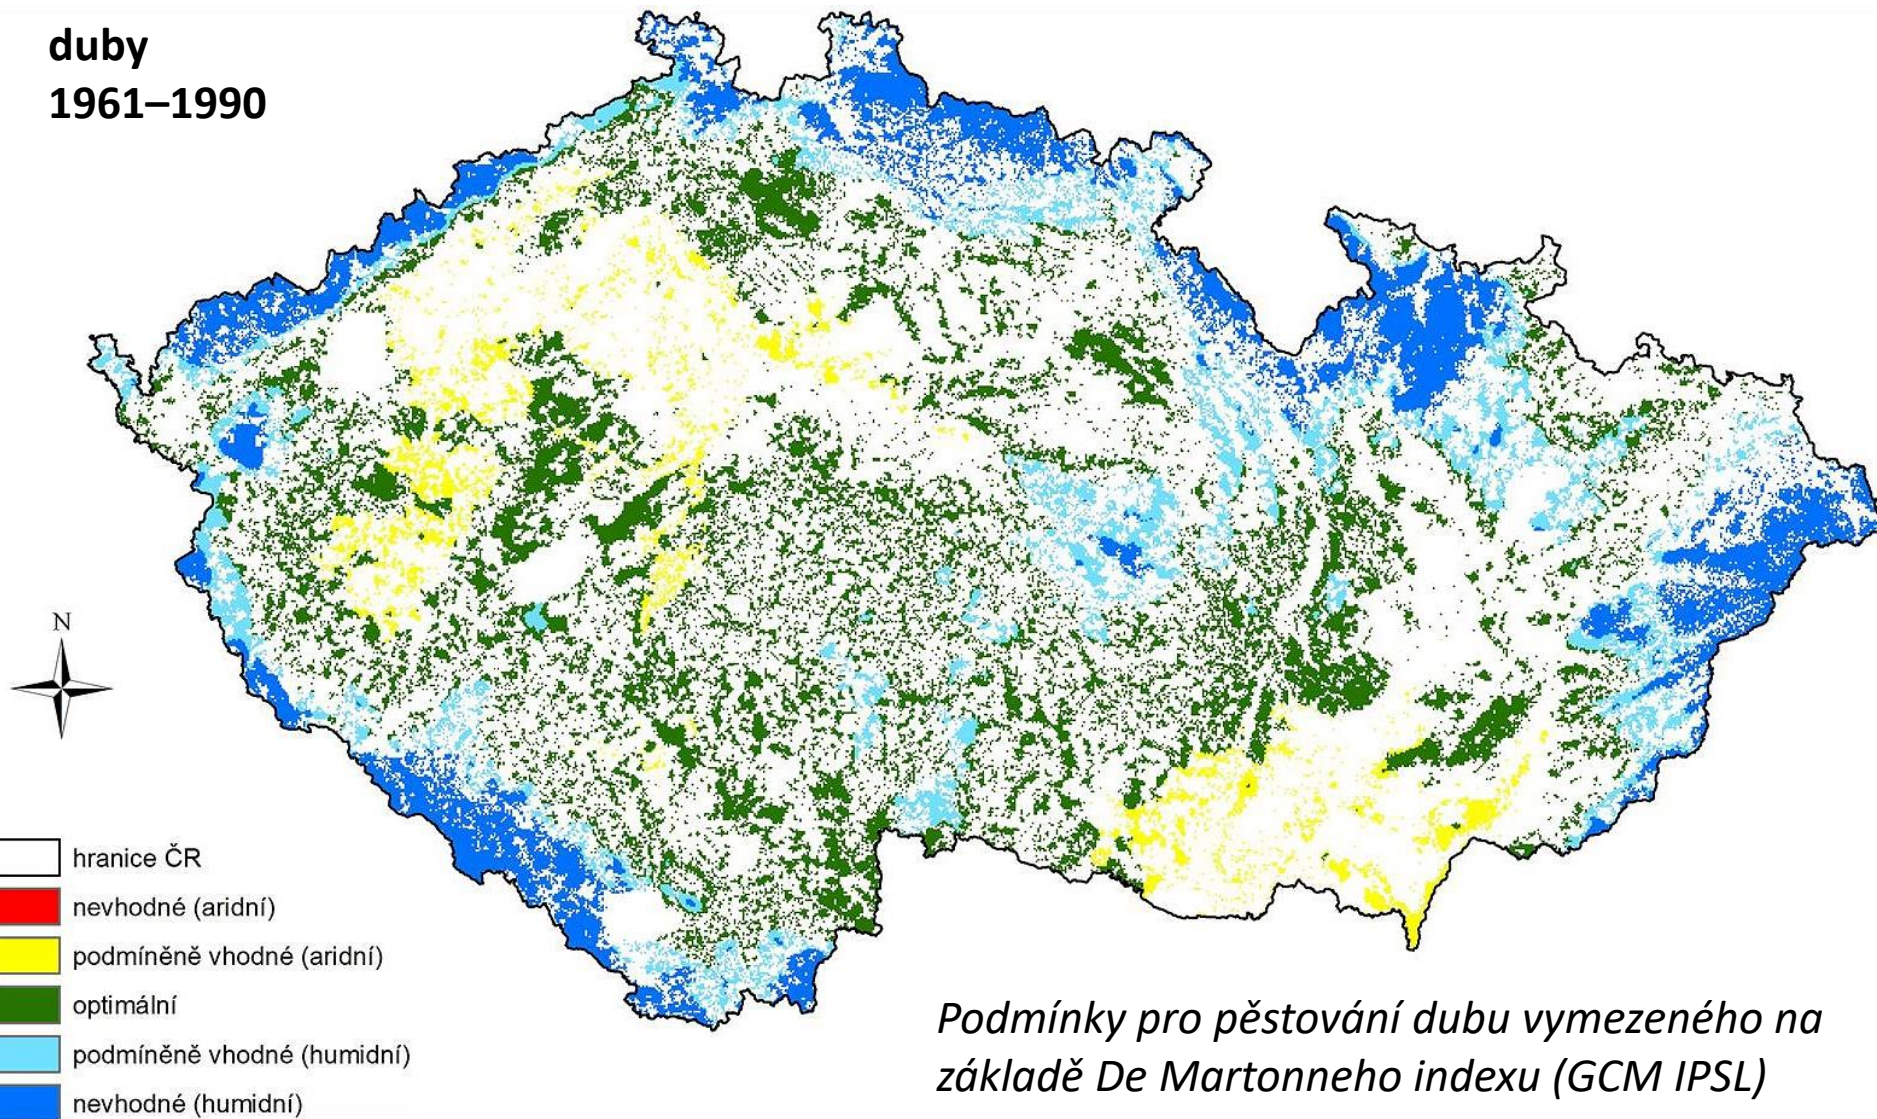 duby
1961–1990
N
hranice ČR
nevhodné (aridní)
podmíněně vhodné (aridní)
optimální
podmíněně vhodné (humidní)
nevhodné (humidní)
Podmínky pro pěstování dubu vymezeného na
základě De Martonneho indexu (GCM IPSL)